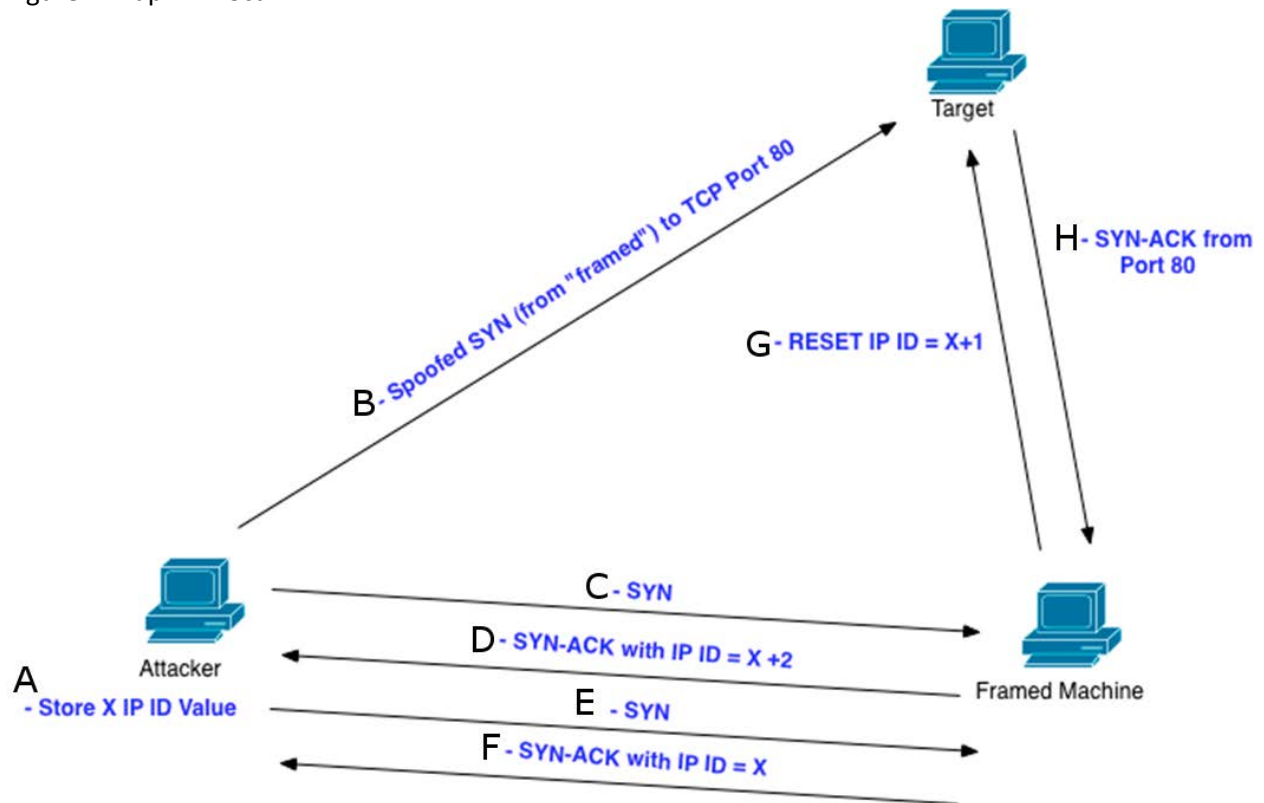 Target
B - Spoofed SYN (from "framed") to TCP Port 80
H - SYN-ACK from
Port 80
G - RESET IP ID = X+1
C - SYN
D - SYN-ACK with IP ID = X +2
Attacker
Framed Machine
A
- Store X IP ID Value
E - SYN
F - SYN-ACK with IP ID = X